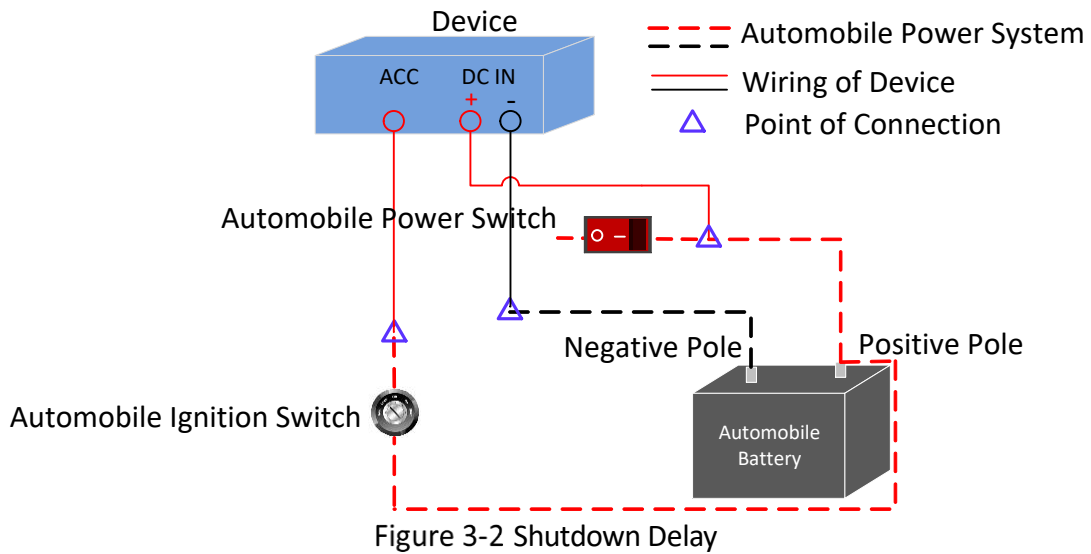 Device
Automobile Power System
ACC
DC IN
+
-
Wiring of Device
Point of Connection
Automobile Power Switch
Negative Pole
Positive Pole
Automobile Ignition Switch
Automobile
Battery
Figure 3-2 Shutdown Delay